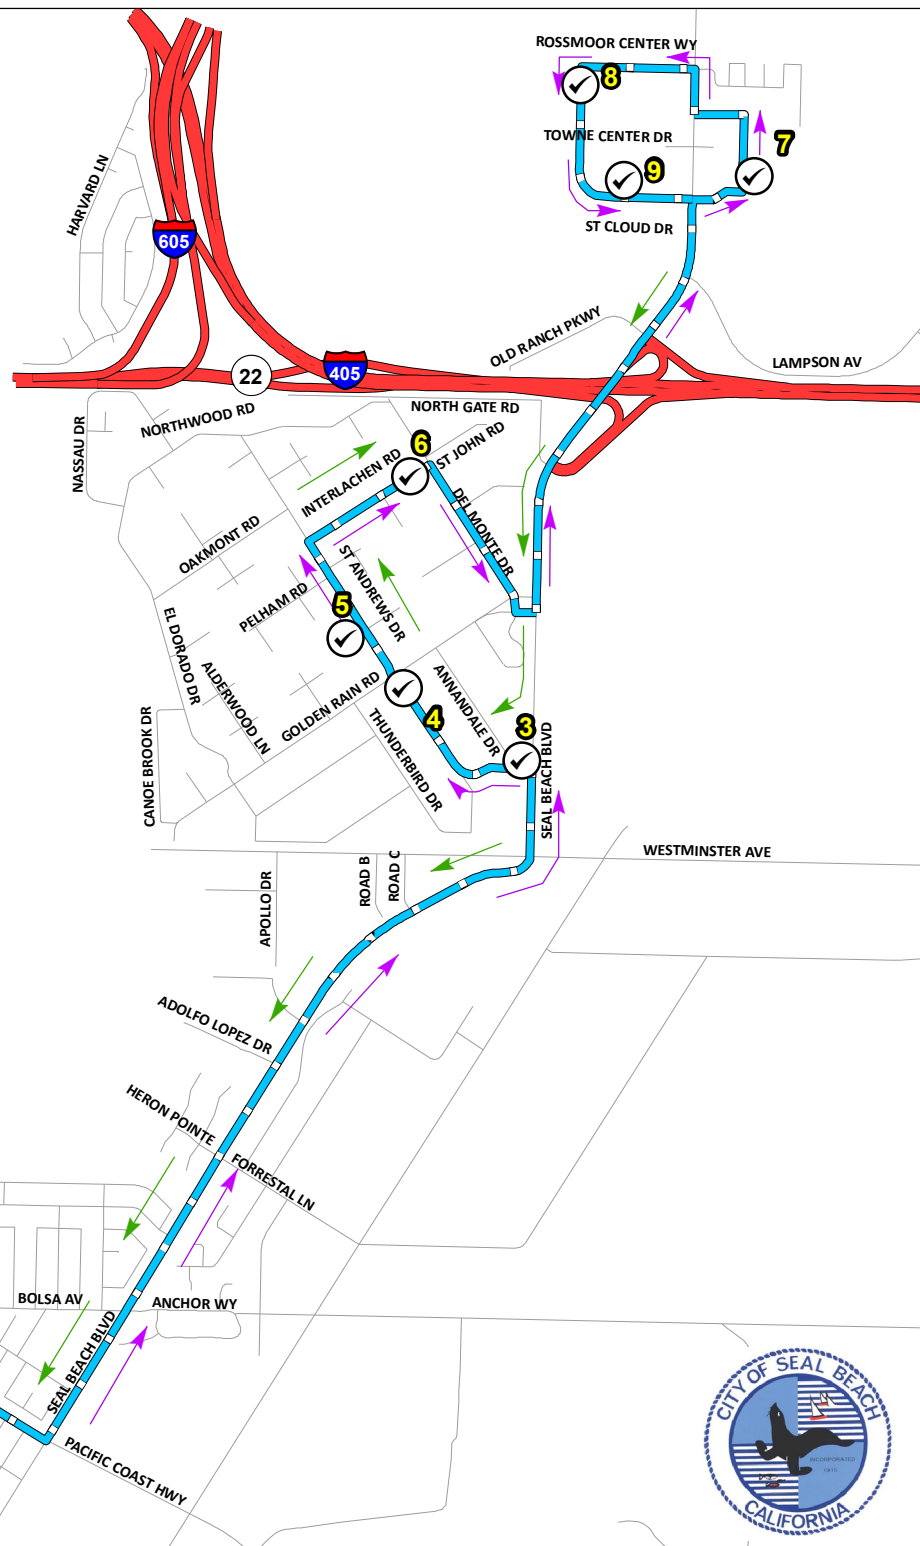 ROSSMOOR CENTER WY
8
TOWNE CENTER DR
7
9
HARVARD LN
ST CLOUD DR
605
OLD RANCH PKWY
LAMPSON AV
405
22
NORTH GATE RD
NORTHWOOD RD
NASSAU DR
6
ST JOHN RD
INTERLACHEN RD
DEL MONTE DR
OAKMONT RD
ST ANDREWS DR
PELHAM RD
5
EL DORADO DR
ALDERWOOD LN
GOLDEN RAIN RD
ANNANDALE DR
4
3
THUNDERBIRD DR
CANOE BROOK DR
SEAL BEACH BLVD
WESTMINSTER AVE
ROAD B
ROAD C
APOLLO DR
ADOLFO LOPEZ DR
HERON POINTE
FORRESTAL LN
BOLSA AV
ANCHOR WY
SEAL BEACH BLVD
PACIFIC COAST HWY
CITY OF SEAL BEACH
INCORPORATED
1915
CALIFORNIA